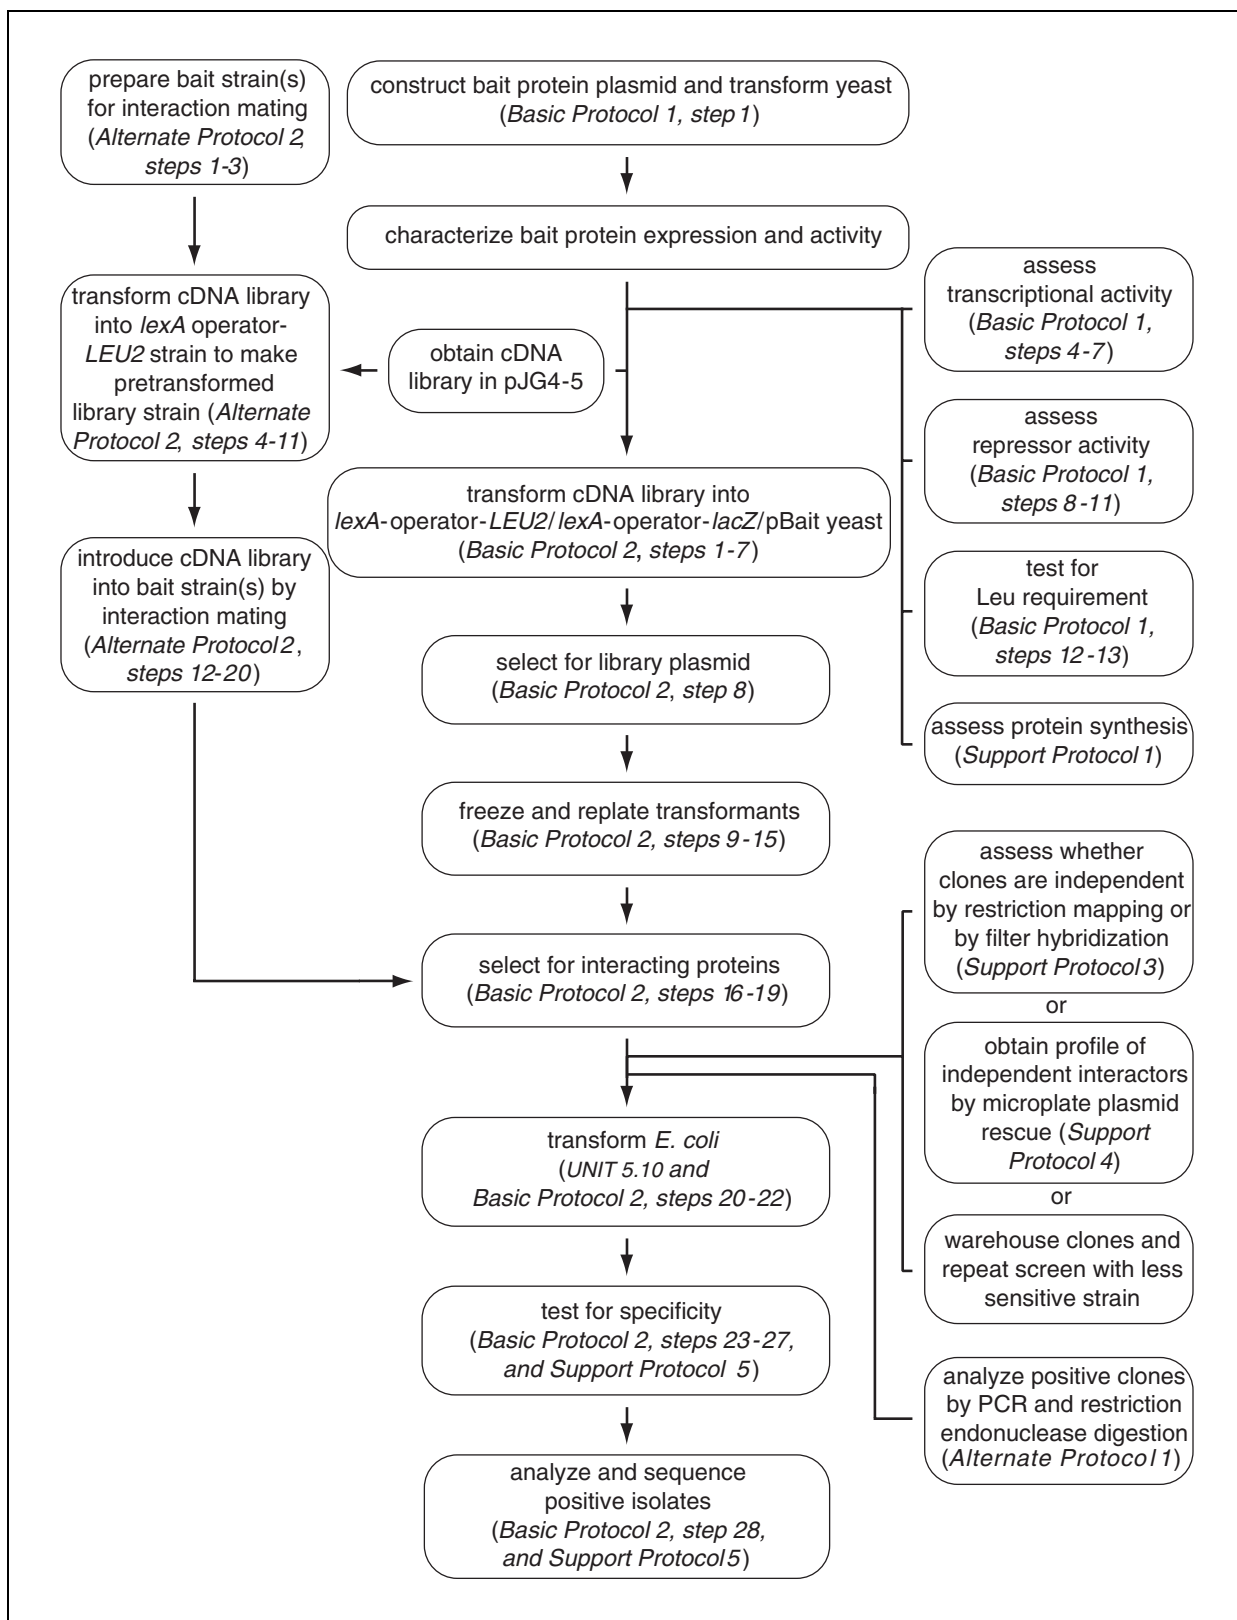 prepare bait strain(s)
for interaction mating
(Alternate Protocol 2,
steps 1-3)
construct bait protein plasmid and transform yeast
(Basic Protocol 1, step 1)
characterize bait protein expression and activity
transform cDNA library
into lexA operator-
LEU2 strain to make
pretransformed
library strain (Alternate
Protocol 2, steps 4-11)
obtain cDNA
library in pJG4-5
assess
transcriptional activity
(Basic Protocol 1,
steps 4-7)
assess
repressor activity
(Basic Protocol 1,
steps 8-11)
transform cDNA library into
lexA-operator-LEU2/lexA-operator-lacZ/pBait yeast
(Basic Protocol 2, steps 1-7)
introduce cDNA library
into bait strain(s) by
interaction mating
(Alternate Protocol 2,
steps 12-20)
test for
Leu requirement
(Basic Protocol 1,
steps 12-13)
select for library plasmid
(Basic Protocol 2, step 8)
assess protein synthesis
(Support Protocol 1)
freeze and replate transformants
(Basic Protocol 2, steps 9-15)
assess whether
clones are independent
by restriction mapping or
by filter hybridization
(Support Protocol 3)
select for interacting proteins
(Basic Protocol 2, steps 16-19)
or
obtain profile of
independent interactors
by microplate plasmid
rescue (Support
Protocol 4)
transform E. coli
(UNIT 5.10 and
Basic Protocol 2, steps 20-22)
or
warehouse clones and
repeat screen with less
sensitive strain
test for specificity
(Basic Protocol 2, steps 23-27,
and Support Protocol 5)
analyze positive clones
by PCR and restriction
endonuclease digestion
(Alternate Protocol 1)
analyze and sequence
positive isolates
(Basic Protocol 2, step 28,
and Support Protocol 5)